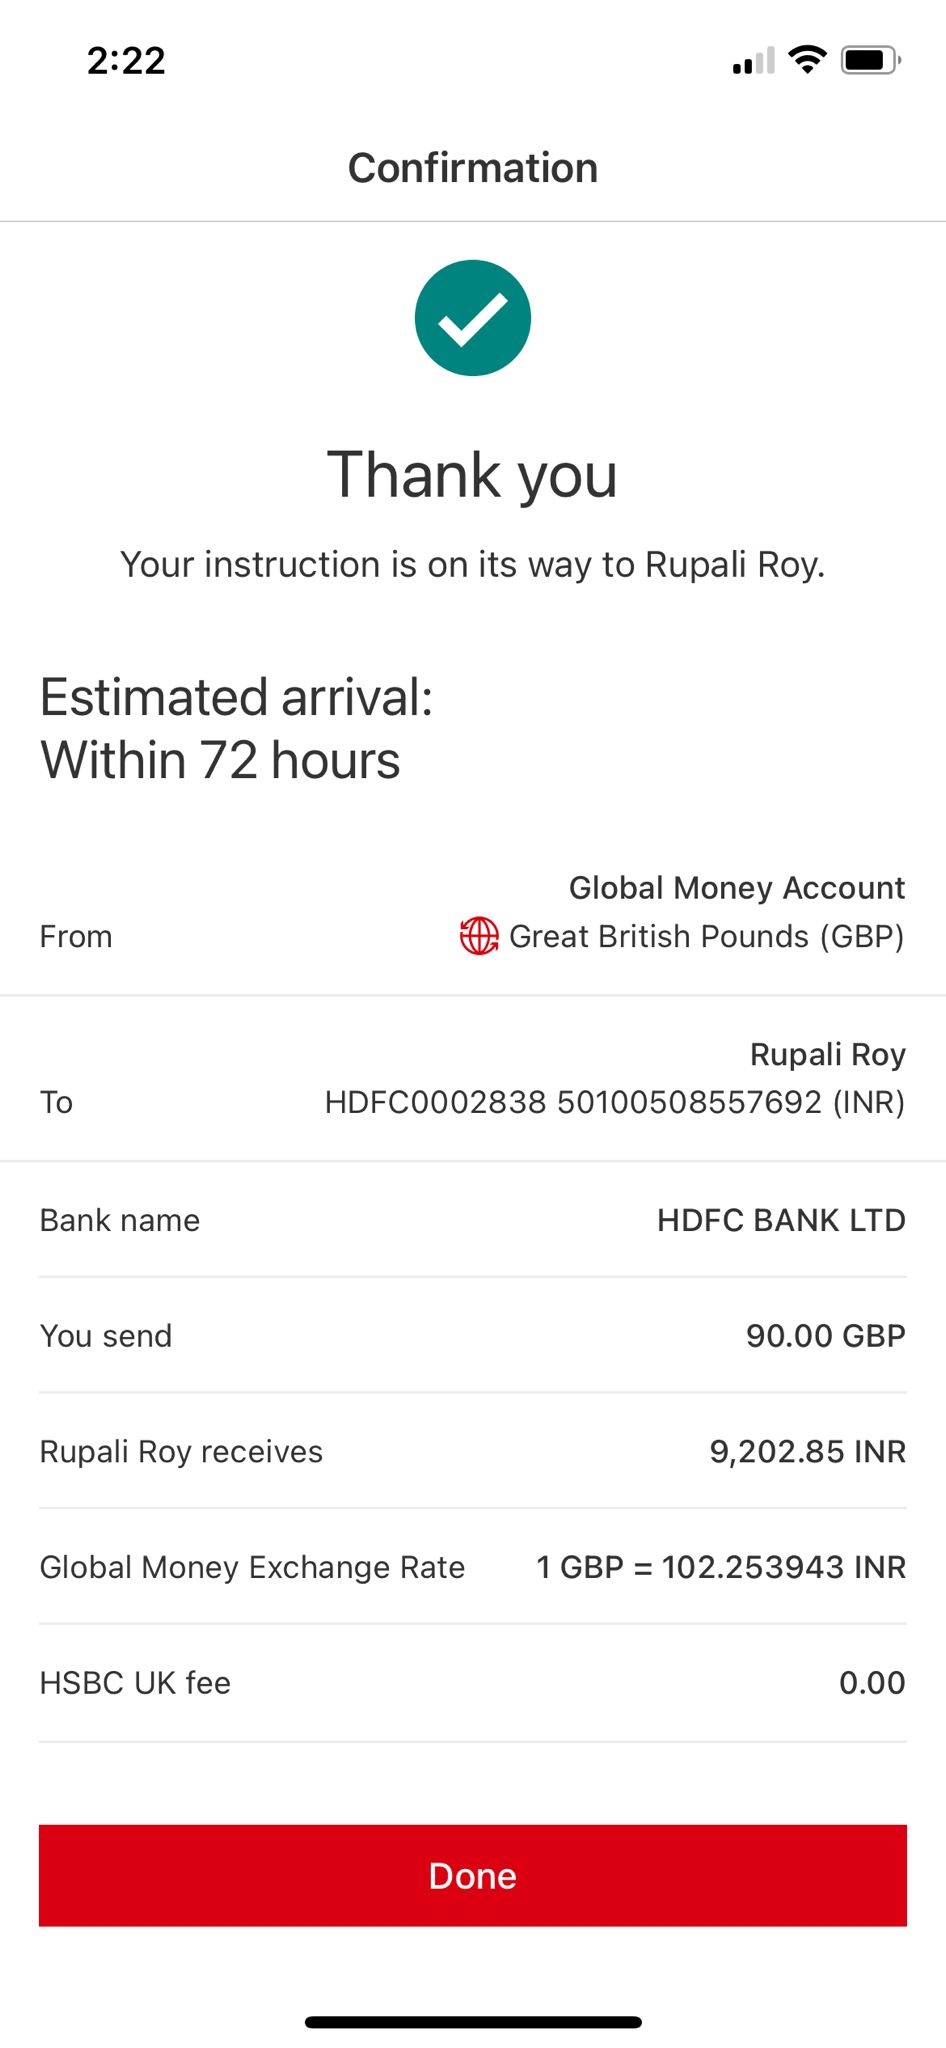 2:22
Confirmation
Thank you
Your instruction is on its way to Rupali Roy.
Estimated arrival:
Within 72 hours
Global Money Account
From Great British Pounds (GBP)
Rupali Roy
To HDFC0002838 50100508557692 (INR)
Bank name HDFC BANK LTD
You send 90.00 GBP
Rupali Roy receives 9,202.85 INR
Global Money Exchange Rate 1 GBP = 102.253943 INR
HSBC UK fee 0.00
Done